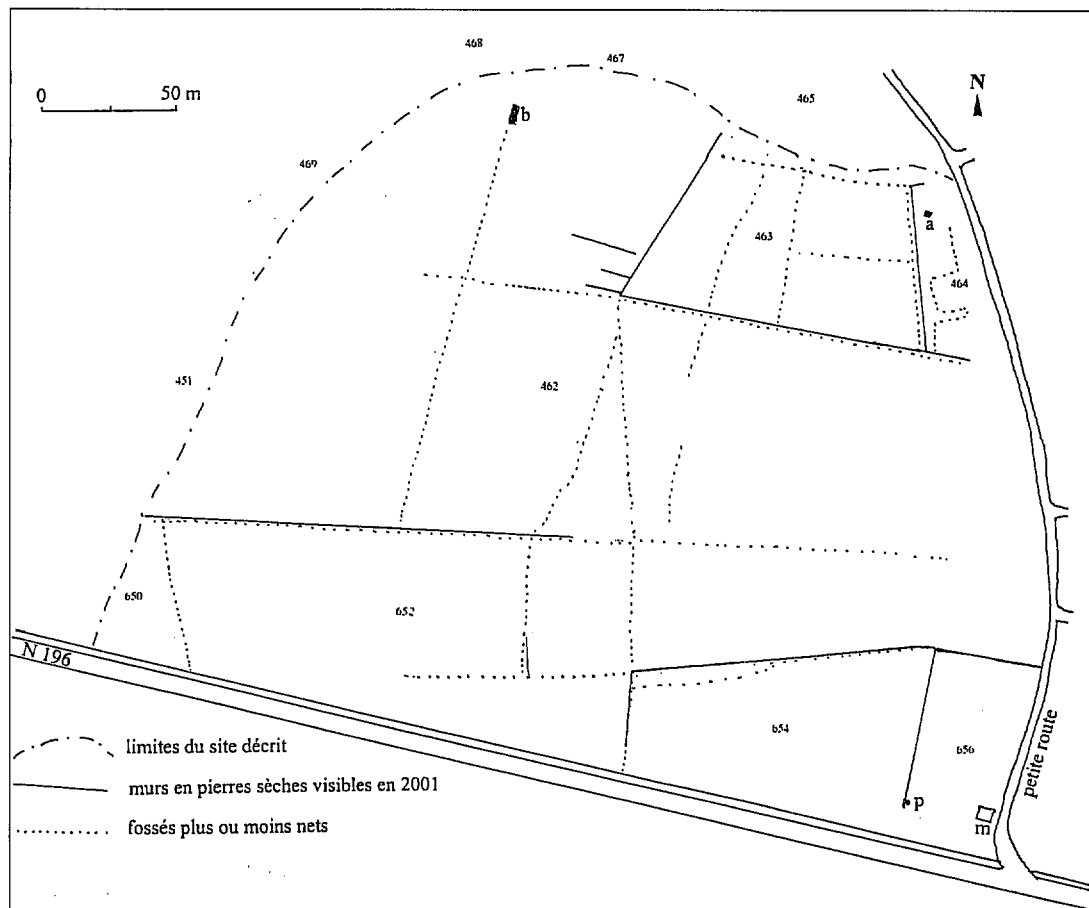 468
467
465
N
0 50 m
b
469
a
463
464
451
462
650
652
N 196
654
656
petite route
p
m
limites du site décrit
murs en pierres sèches visibles en 2001
fossés plus ou moins nets